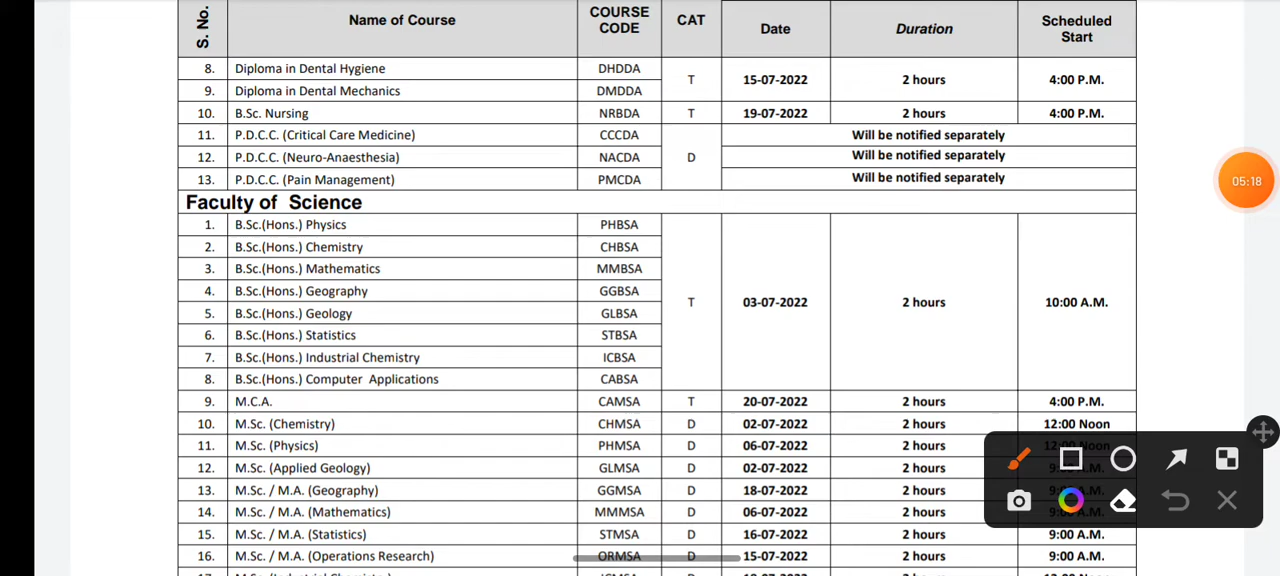 S. No. Name of Course COURSE CODE CAT Date Duration Scheduled Start
8. Diploma in Dental Hygiene DHDDA T 15-07-2022 2 hours 4:00 P.M.
9. Diploma in Dental Mechanics DMDDA
10. B.Sc. Nursing NRBDA T 19-07-2022 2 hours 4:00 P.M.
11. P.D.C.C. (Critical Care Medicine) CCCDA D Will be notified separately
12. P.D.C.C. (Neuro-Anaesthesia) NACDA Will be notified separately
13. P.D.C.C. (Pain Management) PMCDA Will be notified separately
05:18
Faculty of Science
1. B.Sc.(Hons.) Physics PHBSA T 03-07-2022 2 hours 10:00 A.M.
2. B.Sc.(Hons.) Chemistry CHBSA
3. B.Sc.(Hons.) Mathematics MMBSA
4. B.Sc.(Hons.) Geography GGBSA
5. B.Sc.(Hons.) Geology GLBSA
6. B.Sc.(Hons.) Statistics STBSA
7. B.Sc.(Hons.) Industrial Chemistry ICBSA
8. B.Sc.(Hons.) Computer Applications CABSA
9. M.C.A. CAMSA T 20-07-2022 2 hours 4:00 P.M.
10. M.Sc. (Chemistry) CHMSA D 02-07-2022 2 hours 12:00 Noon
11. M.Sc. (Physics) PHMSA D 06-07-2022 2 hours 12:00 Noon
12. M.Sc. (Applied Geology) GLMSA D 02-07-2022 2 hours 9:00 A.M.
13. M.Sc. / M.A. (Geography) GGMSA D 18-07-2022 2 hours 9:00 A.M.
14. M.Sc. / M.A. (Mathematics) MMMSA D 06-07-2022 2 hours 9:00 A.M.
15. M.Sc. / M.A. (Statistics) STMSA D 16-07-2022 2 hours 9:00 A.M.
16. M.Sc. / M.A. (Operations Research) ORMSA D 15-07-2022 2 hours 9:00 A.M.